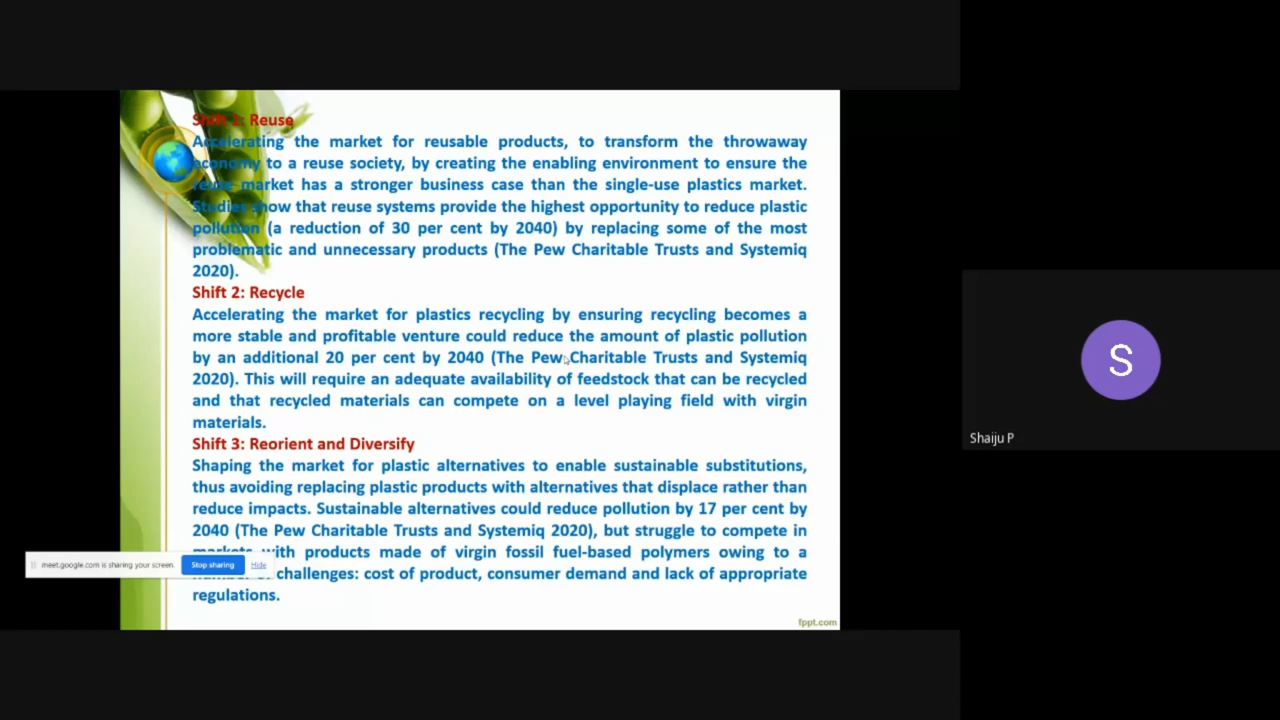 Shift 1: Reuse
Accelerating the market for reusable products, to transform the throwaway
economy to a reuse society, by creating the enabling environment to ensure the
reuse market has a stronger business case than the single-use plastics market.
Studies show that reuse systems provide the highest opportunity to reduce plastic
pollution (a reduction of 30 per cent by 2040) by replacing some of the most
problematic and unnecessary products (The Pew Charitable Trusts and Systemiq
2020).
Shift 2: Recycle
Accelerating the market for plastics recycling by ensuring recycling becomes a
more stable and profitable venture could reduce the amount of plastic pollution
by an additional 20 per cent by 2040 (The Pew Charitable Trusts and Systemiq
2020). This will require an adequate availability of feedstock that can be recycled
and that recycled materials can compete on a level playing field with virgin
materials.
Shift 3: Reorient and Diversify
Shaping the market for plastic alternatives to enable sustainable substitutions,
thus avoiding replacing plastic products with alternatives that displace rather than
reduce impacts. Sustainable alternatives could reduce pollution by 17 per cent by
2040 (The Pew Charitable Trusts and Systemiq 2020), but struggle to compete in
markets with products made of virgin fossil fuel-based polymers owing to a
challenges: cost of product, consumer demand and lack of appropriate
regulations.
meet.google.com is sharing your screen.
Stop sharing
Hide
fppt.com
S
Shaiju P